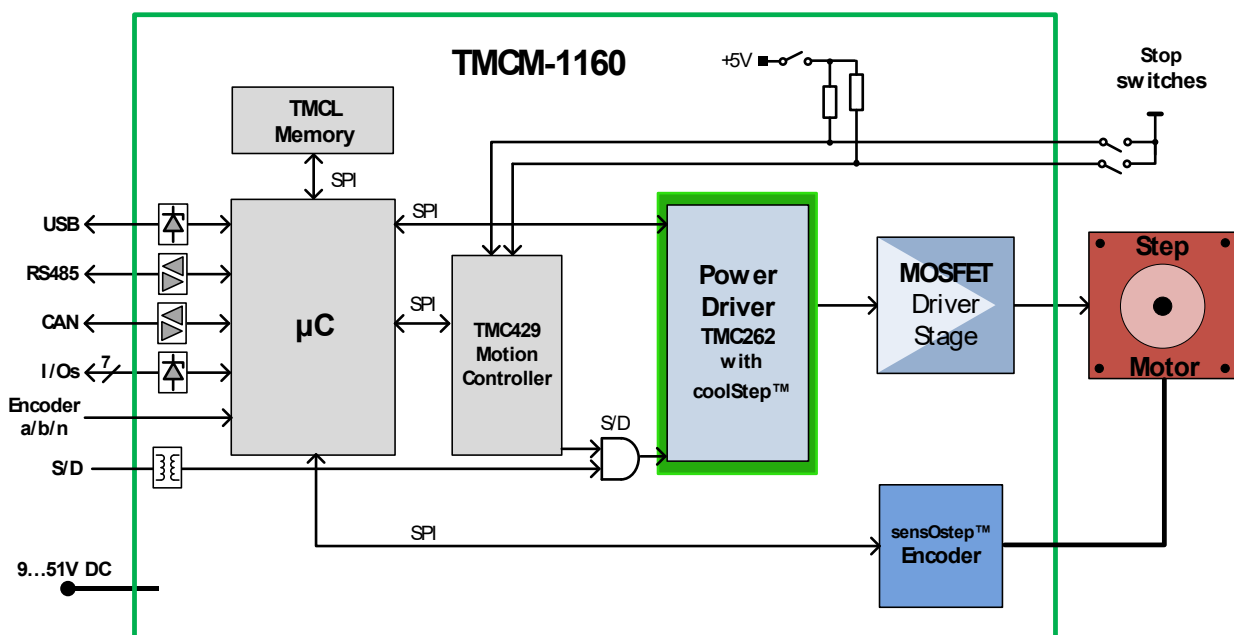 TMCM-1160
+5V
Stop
switches
TMCL
Memory
SPI
USB
RS485
CAN
I/Os
7
Encoder
a/b/n
S/D
9...51V DC
µC
SPI
SPI
TMC429
Motion
Controller
S/D
Power
Driver
TMC262
with
coolStep™
MOSFET
Driver
Stage
Step
Motor
SPI
sensOstep™
Encoder